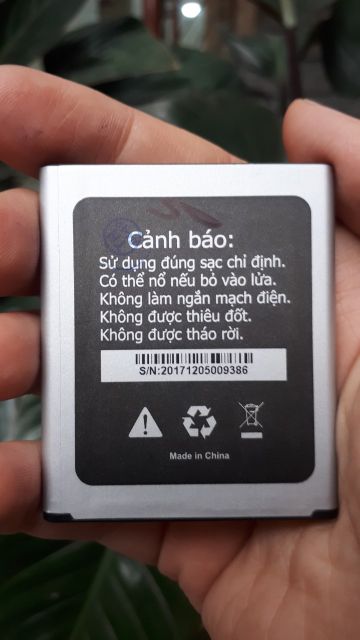 Cảnh báo:
Sử dụng đúng sạc chỉ định.
Có thể nổ nếu bỏ vào lửa.
Không làm ngắn mạch điện.
Không được thiêu đốt.
Không được tháo rời.
S/N:20171205009386
Made in China